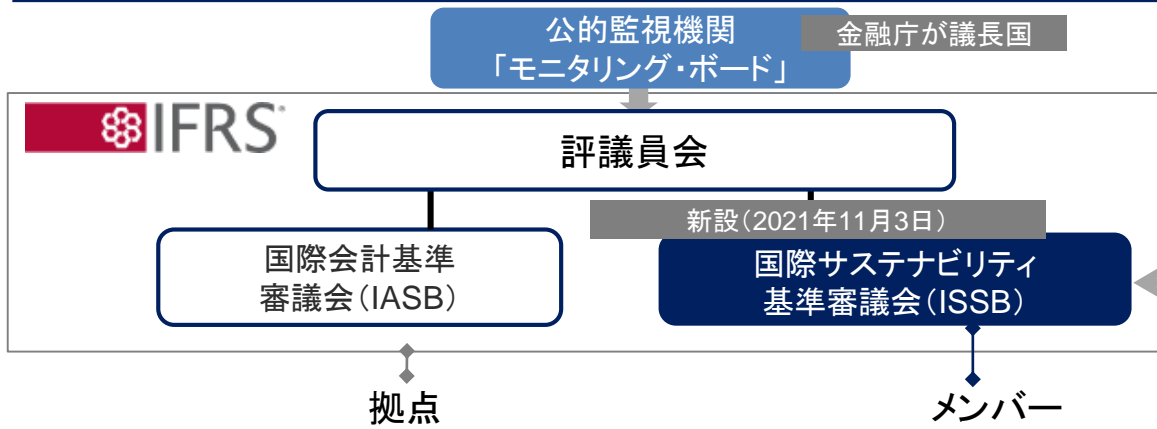 公的監視機関
「モニタリング・ボード」
金融庁が議長国
IFRS
評議員会
新設（2021年11月3日）
国際会計基準
審議会（IASB）
国際サステナビリティ
基準審議会（ISSB）
拠点
メンバー